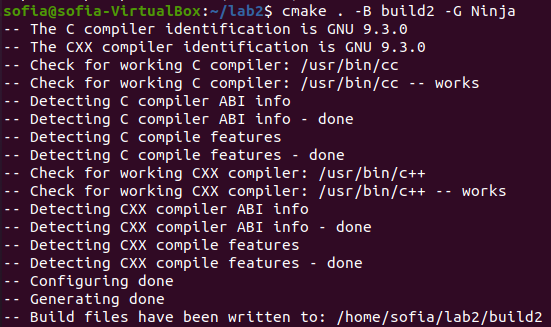 sofia@sofia-VirtualBox:~/lab2$ cmake . -B build2 -G Ninja
-- The C compiler identification is GNU 9.3.0
-- The CXX compiler identification is GNU 9.3.0
-- Check for working C compiler: /usr/bin/cc
-- Check for working C compiler: /usr/bin/cc -- works
-- Detecting C compiler ABI info
-- Detecting C compiler ABI info - done
-- Detecting C compile features
-- Detecting C compile features - done
-- Check for working CXX compiler: /usr/bin/c++
-- Check for working CXX compiler: /usr/bin/c++ -- works
-- Detecting CXX compiler ABI info
-- Detecting CXX compiler ABI info - done
-- Detecting CXX compile features
-- Detecting CXX compile features - done
-- Configuring done
-- Generating done
-- Build files have been written to: /home/sofia/lab2/build2